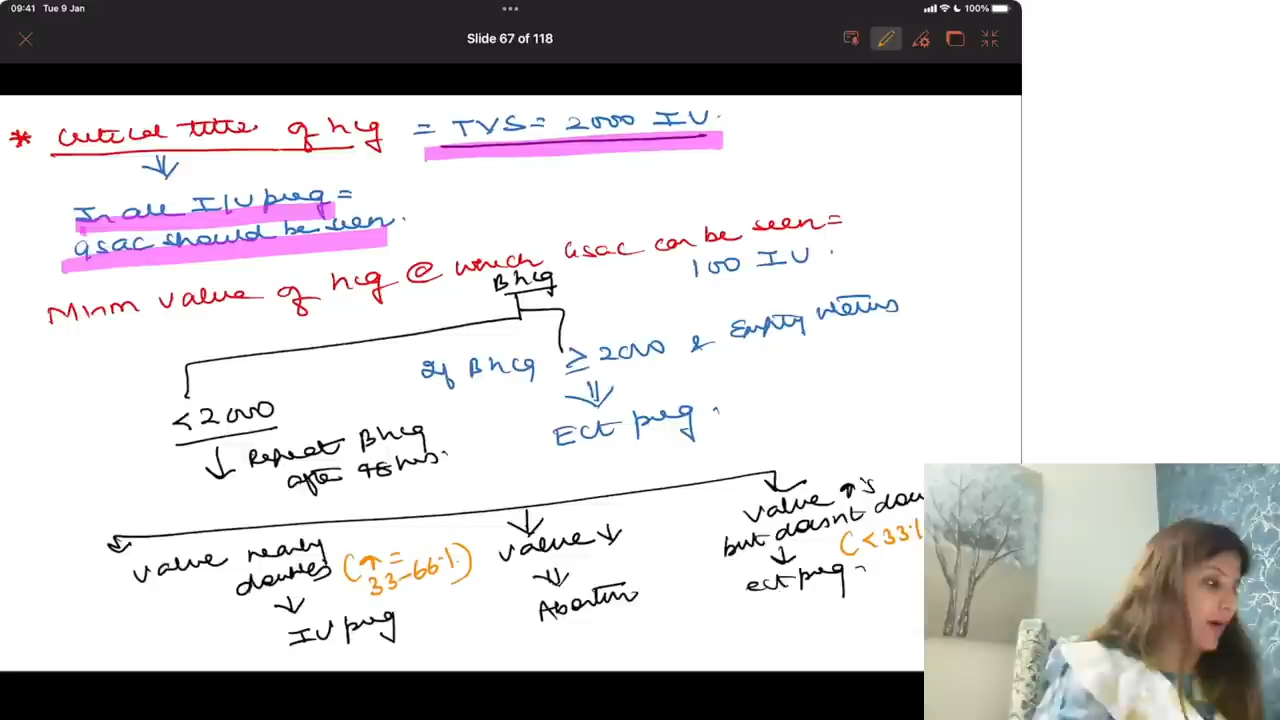 09:41 Tue 9 Jan
100%
Slide 67 of 118
* Critical titre of hcg = TVS = 2000 IU.
In all I/U preg =
gsac should be seen.
Minm value of hcg @ which Gsac can be seen =
100 IU.
Bhcg
If Bhcg ≥ 2000 & Empty uterus
Ect preg.
<2000
Repeat Bhcg
after 48 hrs.
value nearly
doubles
(↑ =
33-66%)
IU preg
value ↓
Abortion
value ↑'s
but doesnt dou
(<33%
ect preg.